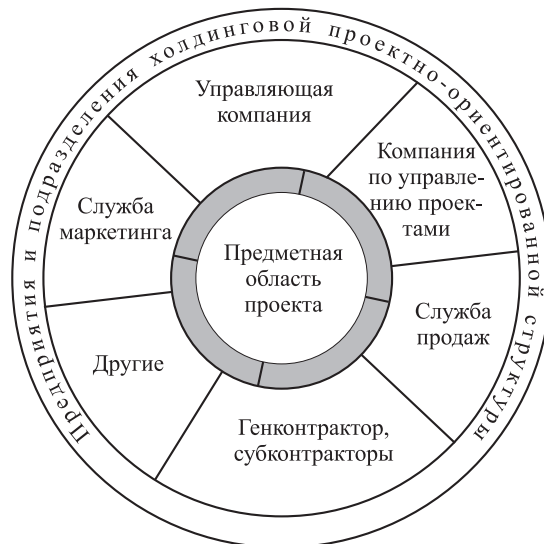 Предприятия и подразделения холдинговой проектно-ориентированной структуры
Управляющая
компания
Компания
по управле-
нию проек-
тами
Служба
маркетинга
Предметная
область
проекта
Служба
продаж
Другие
Генконтрактор,
субконтракторы